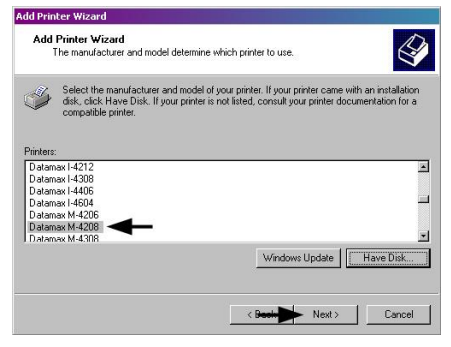 Add Printer Wizard
Add Printer Wizard
The manufacturer and model determine which printer to use.
Select the manufacturer and model of your printer. If your printer came with an installation
disk, click Have Disk. If your printer is not listed, consult your printer documentation for a
compatible printer.
Printers:
Datamax I-4212
Datamax I-4308
Datamax I-4406
Datamax I-4604
Datamax M-4206
Datamax M-4208
Datamax M-4308
Windows Update Have Disk...
< Next > Cancel